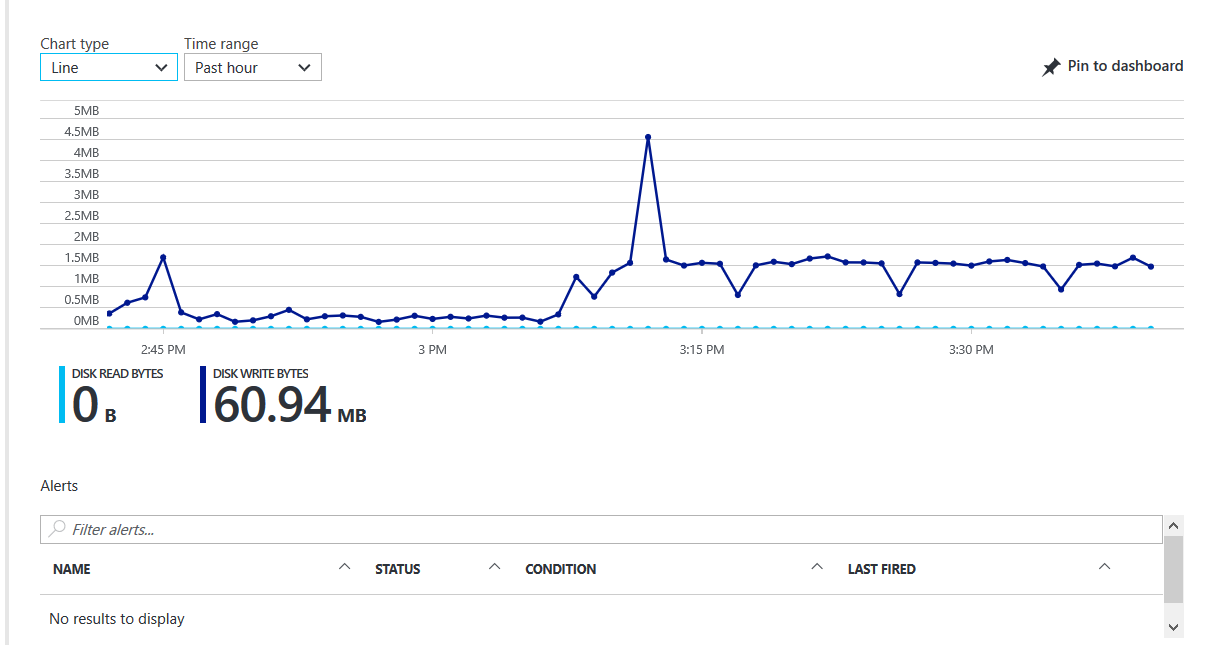 Chart type Time range
Line Past hour
Pin to dashboard
5MB
4.5MB
4MB
3.5MB
3MB
2.5MB
2MB
1.5MB
1MB
0.5MB
0MB
2:45 PM 3 PM 3:15 PM 3:30 PM
DISK READ BYTES DISK WRITE BYTES
0 B 60.94 MB
Alerts
Filter alerts...
NAME STATUS CONDITION LAST FIRED
No results to display